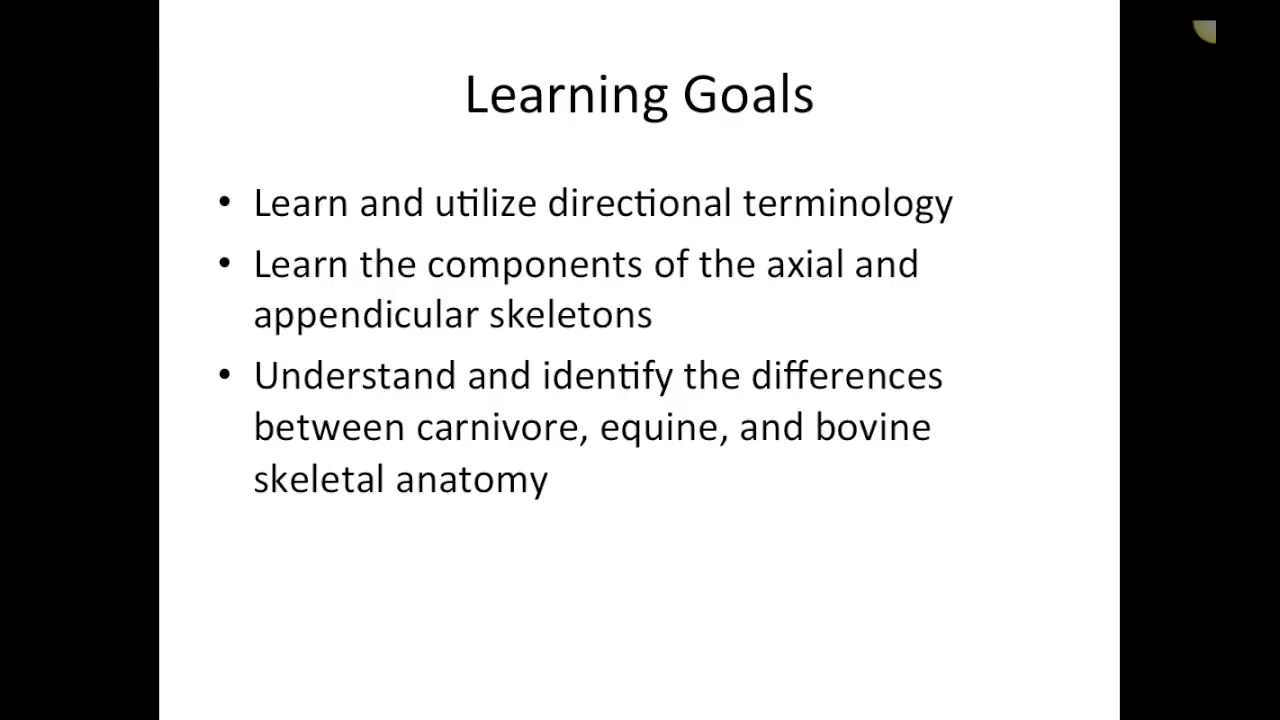 Learning Goals
• Learn and utilize directional terminology
• Learn the components of the axial and
appendicular skeletons
• Understand and identify the differences
between carnivore, equine, and bovine
skeletal anatomy